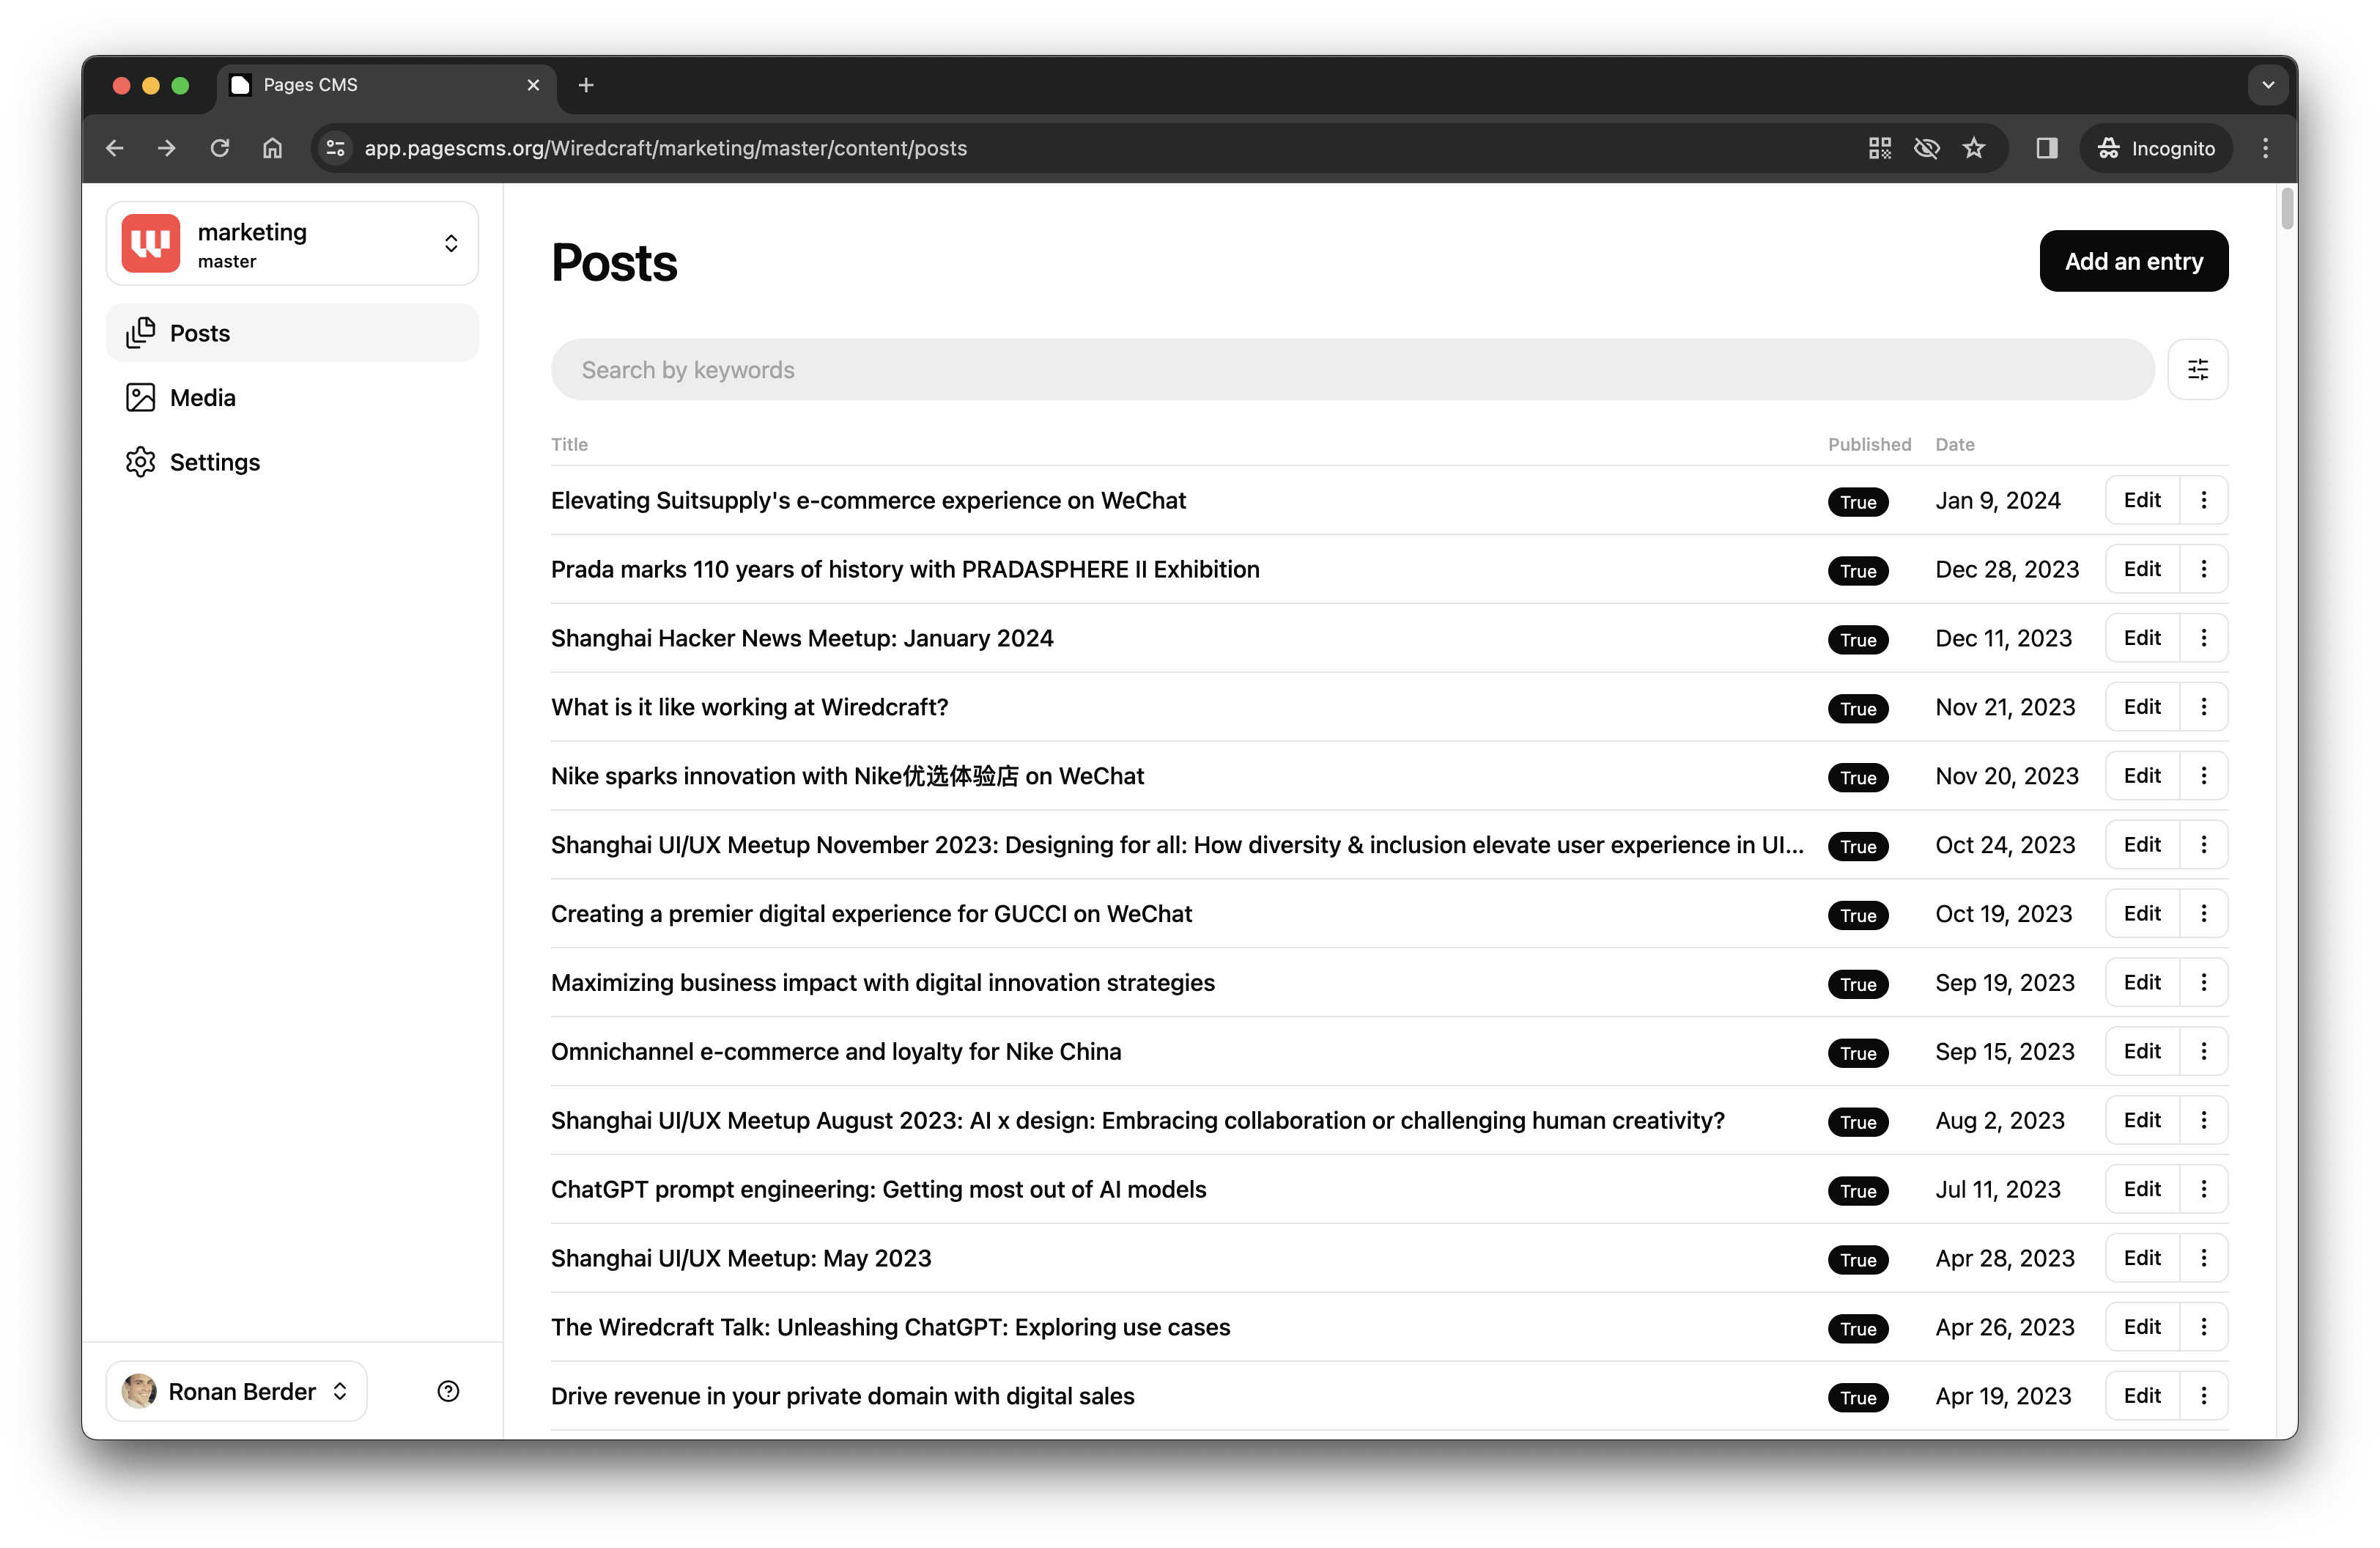 Pages CMS
app.pagescms.org/Wiredcraft/marketing/master/content/posts
Incognito
marketing
master
Posts
Media
Settings
Ronan Berder
Posts
Add an entry
Search by keywords
Title Published Date
Elevating Suitsupply's e-commerce experience on WeChat True Jan 9, 2024 Edit
Prada marks 110 years of history with PRADASPHERE II Exhibition True Dec 28, 2023 Edit
Shanghai Hacker News Meetup: January 2024 True Dec 11, 2023 Edit
What is it like working at Wiredcraft? True Nov 21, 2023 Edit
Nike sparks innovation with Nike优选体验店 on WeChat True Nov 20, 2023 Edit
Shanghai UI/UX Meetup November 2023: Designing for all: How diversity & inclusion elevate user experience in UI... True Oct 24, 2023 Edit
Creating a premier digital experience for GUCCI on WeChat True Oct 19, 2023 Edit
Maximizing business impact with digital innovation strategies True Sep 19, 2023 Edit
Omnichannel e-commerce and loyalty for Nike China True Sep 15, 2023 Edit
Shanghai UI/UX Meetup August 2023: AI x design: Embracing collaboration or challenging human creativity? True Aug 2, 2023 Edit
ChatGPT prompt engineering: Getting most out of AI models True Jul 11, 2023 Edit
Shanghai UI/UX Meetup: May 2023 True Apr 28, 2023 Edit
The Wiredcraft Talk: Unleashing ChatGPT: Exploring use cases True Apr 26, 2023 Edit
Drive revenue in your private domain with digital sales True Apr 19, 2023 Edit